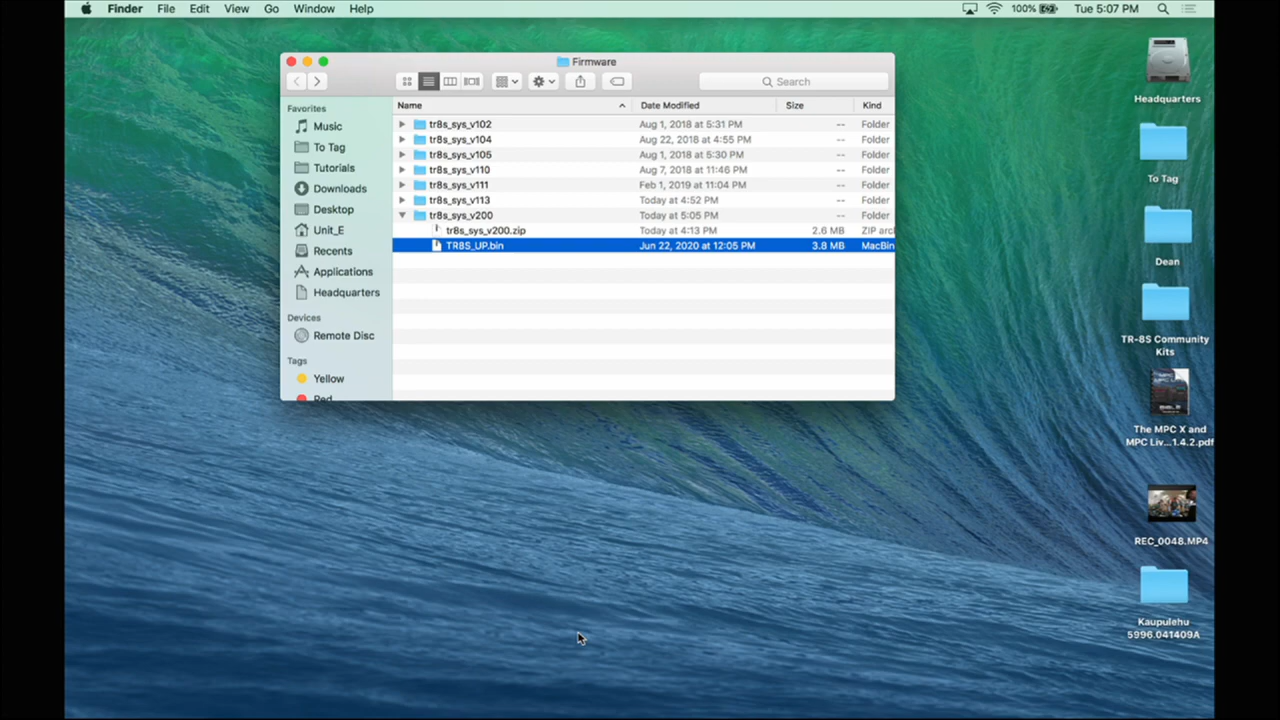 Finder File Edit View Go Window Help 100% Tue 5:07 PM
Firmware
Search
Favorites
Music
To Tag
Tutorials
Downloads
Desktop
Unit_E
Recents
Applications
Headquarters
Devices
Remote Disc
Tags
Yellow
Red
Name Date Modified Size Kind
tr8s_sys_v102 Aug 1, 2018 at 5:31 PM -- Folder
tr8s_sys_v104 Aug 22, 2018 at 4:55 PM -- Folder
tr8s_sys_v105 Aug 1, 2018 at 5:30 PM -- Folder
tr8s_sys_v110 Aug 7, 2018 at 11:46 PM -- Folder
tr8s_sys_v111 Feb 1, 2019 at 11:04 PM -- Folder
tr8s_sys_v113 Today at 4:52 PM -- Folder
tr8s_sys_v200 Today at 5:05 PM -- Folder
tr8s_sys_v200.zip Today at 4:13 PM 2.6 MB ZIP arc
TR8S_UP.bin Jun 22, 2020 at 12:05 PM 3.8 MB MacBin
Headquarters
To Tag
Dean
TR-8S Community
Kits
The MPC X and
MPC Liv...1.4.2.pdf
REC_0048.MP4
Kaupulehu
5996.041409A